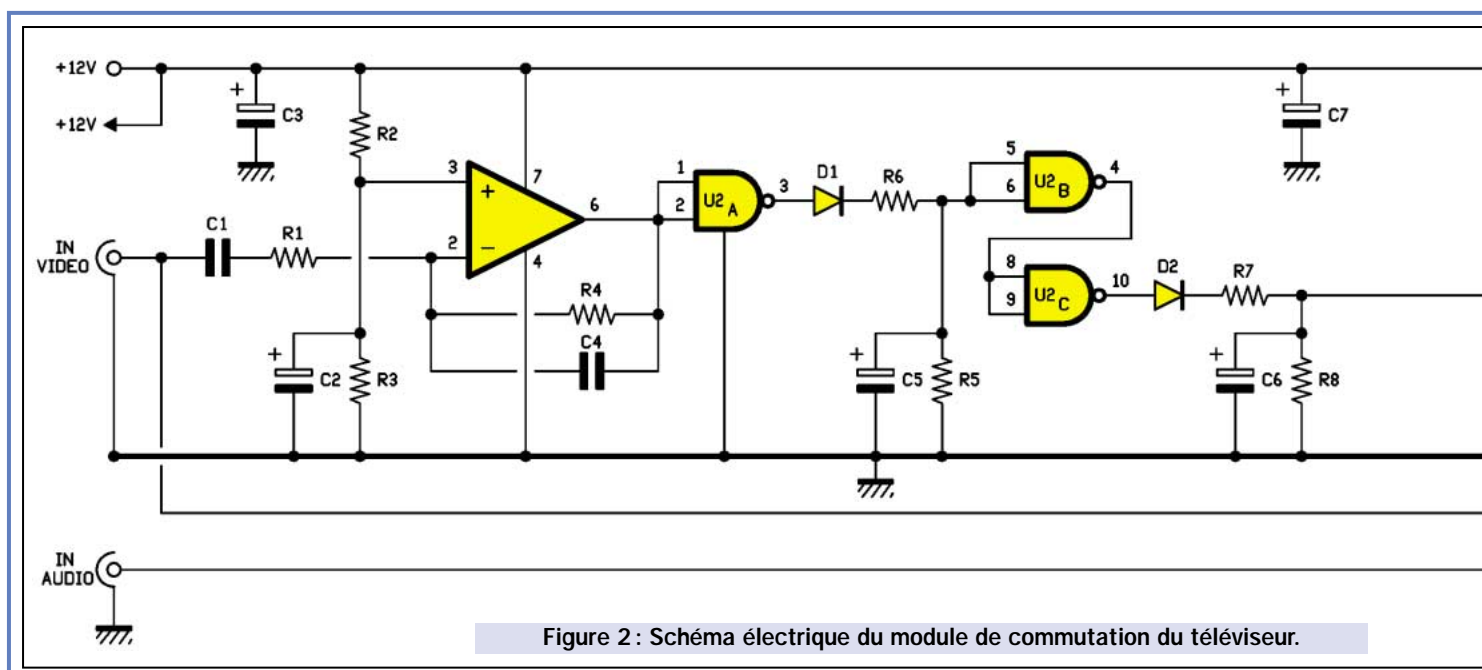 +12V
+12V
+
C3
R2
+
C7
3
+
7
6
2
−
4
1
2
U2A
3
D1
R6
5
6
U2B
4
8
9
U2C
10
D2
R7
IN
VIDEO
C1
R1
R4
C4
+
C2
R3
+
C5
R5
+
C6
R8
IN
AUDIO
Figure 2 : Schéma électrique du module de commutation du téléviseur.